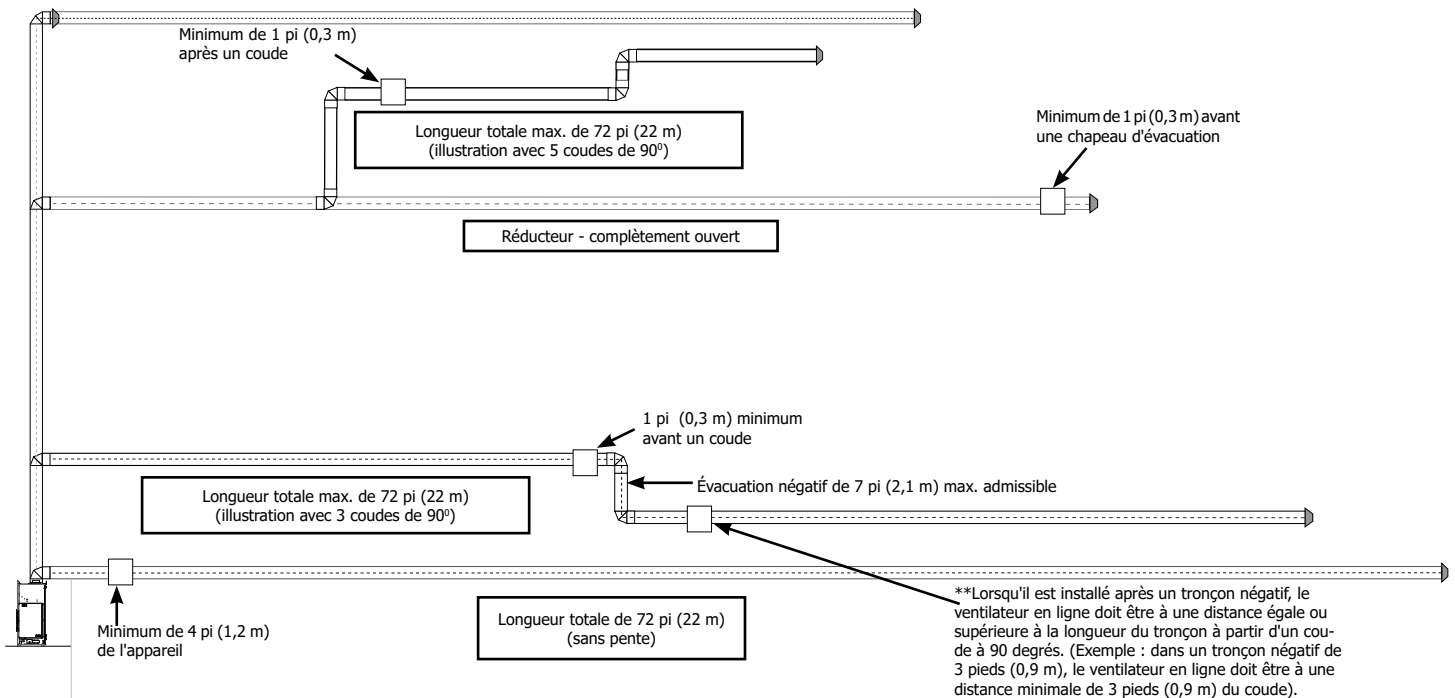 Minimum de 1 pi (0,3 m)
après un coude
Longueur totale max. de 72 pi (22 m)
(illustration avec 5 coudes de 90⁰)
Minimum de 1 pi (0,3 m) avant
une chapeau d'évacuation
Réducteur - complètement ouvert
1 pi  (0,3 m) minimum
avant un coude
Évacuation négatif de 7 pi (2,1 m) max. admissible
Longueur totale max. de 72 pi (22 m)
(illustration avec 3 coudes de 90⁰)
Minimum de 4 pi (1,2 m)
de l'appareil
Longueur totale de 72 pi (22 m)
(sans pente)
**Lorsqu'il est installé après un tronçon négatif, le
ventilateur en ligne doit être à une distance égale ou
supérieure à la longueur du tronçon à partir d'un cou-
de à 90 degrés. (Exemple : dans un tronçon négatif de
3 pieds (0,9 m), le ventilateur en ligne doit être à une
distance minimale de 3 pieds (0,9 m) du coude).